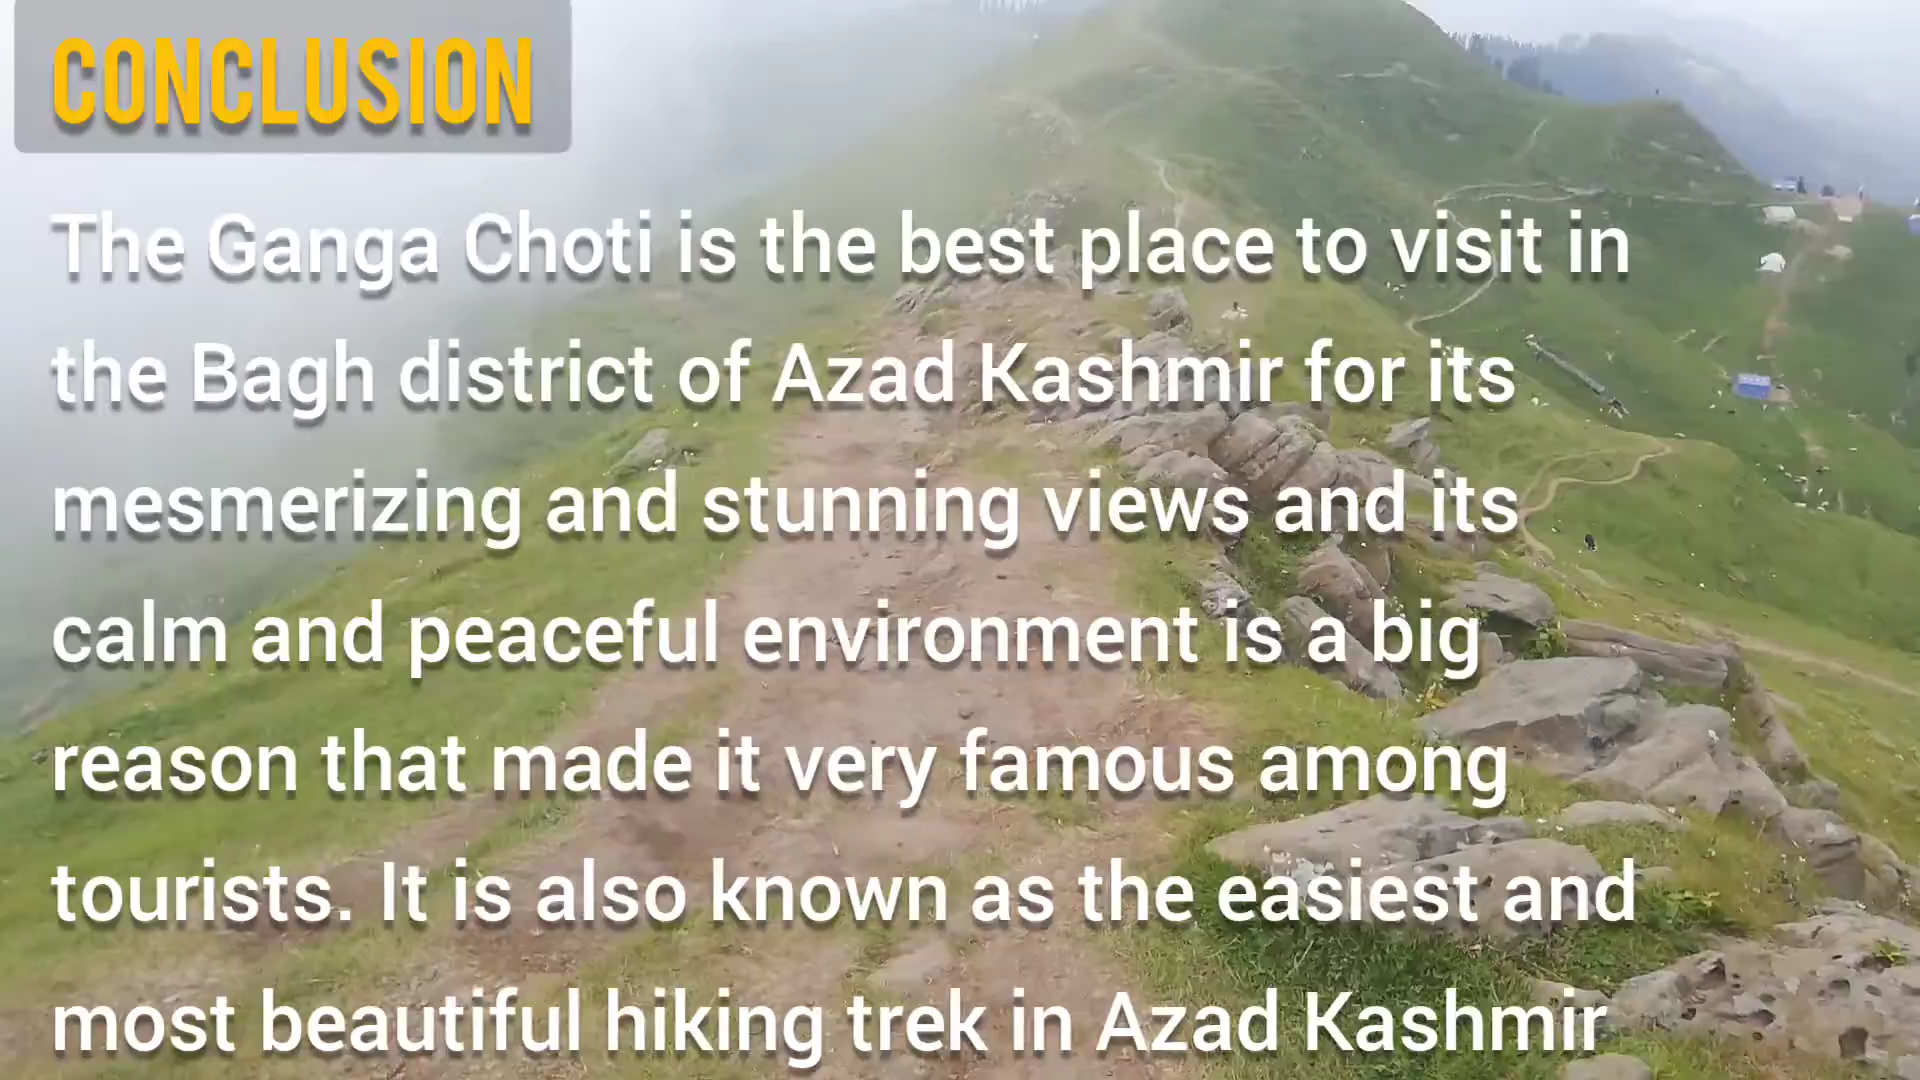 CONCLUSION
The Ganga Choti is the best place to visit in
the Bagh district of Azad Kashmir for its
mesmerizing and stunning views and its
calm and peaceful environment is a big
reason that made it very famous among
tourists. It is also known as the easiest and
most beautiful hiking trek in Azad Kashmir